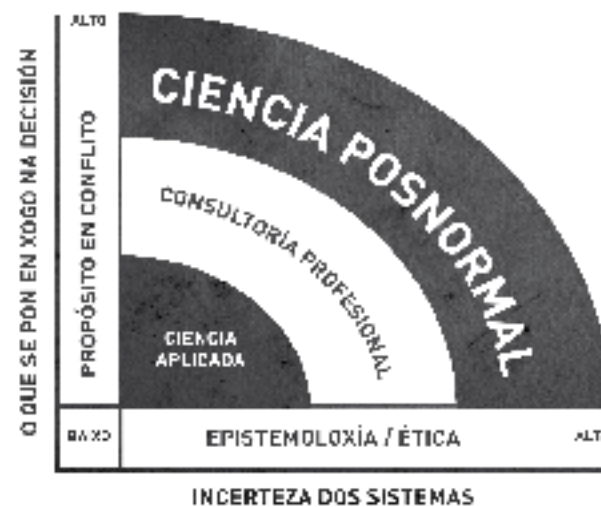 ALTO
O QUE SE PON EN XOGO NA DECISIÓN
PROPÓSITO EN CONFLITO
CIENCIA POSNORMAL
CONSULTORÍA PROFESIONAL
CIENCIA
APLICADA
BAIXO
EPISTEMOLOXÍA / ÉTICA
ALT
INCERTEZA DOS SISTEMAS